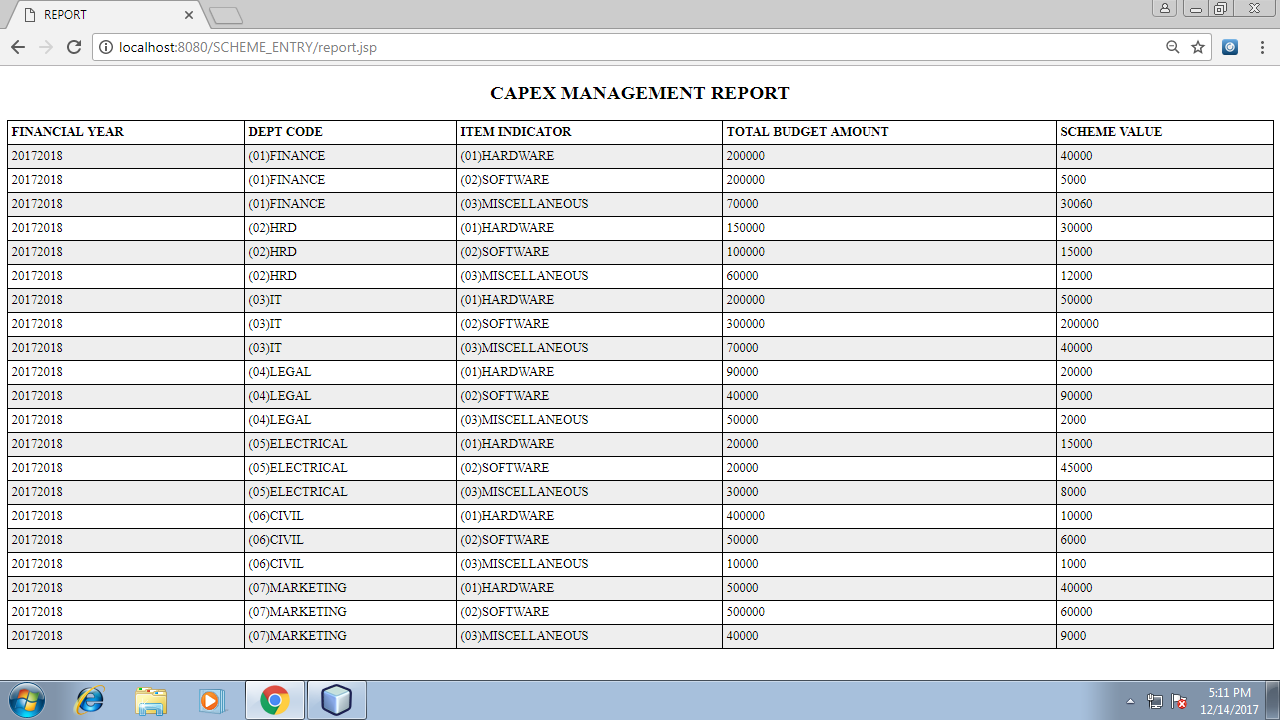 REPORT
localhost:8080/SCHEME_ENTRY/report.jsp
CAPEX MANAGEMENT REPORT
FINANCIAL YEAR DEPT CODE ITEM INDICATOR TOTAL BUDGET AMOUNT SCHEME VALUE
20172018 (01)FINANCE (01)HARDWARE 200000 40000
20172018 (01)FINANCE (02)SOFTWARE 200000 5000
20172018 (01)FINANCE (03)MISCELLANEOUS 70000 30060
20172018 (02)HRD (01)HARDWARE 150000 30000
20172018 (02)HRD (02)SOFTWARE 100000 15000
20172018 (02)HRD (03)MISCELLANEOUS 60000 12000
20172018 (03)IT (01)HARDWARE 200000 50000
20172018 (03)IT (02)SOFTWARE 300000 200000
20172018 (03)IT (03)MISCELLANEOUS 70000 40000
20172018 (04)LEGAL (01)HARDWARE 90000 20000
20172018 (04)LEGAL (02)SOFTWARE 40000 90000
20172018 (04)LEGAL (03)MISCELLANEOUS 50000 2000
20172018 (05)ELECTRICAL (01)HARDWARE 20000 15000
20172018 (05)ELECTRICAL (02)SOFTWARE 20000 45000
20172018 (05)ELECTRICAL (03)MISCELLANEOUS 30000 8000
20172018 (06)CIVIL (01)HARDWARE 400000 10000
20172018 (06)CIVIL (02)SOFTWARE 50000 6000
20172018 (06)CIVIL (03)MISCELLANEOUS 10000 1000
20172018 (07)MARKETING (01)HARDWARE 50000 40000
20172018 (07)MARKETING (02)SOFTWARE 500000 60000
20172018 (07)MARKETING (03)MISCELLANEOUS 40000 9000
5:11 PM
12/14/2017